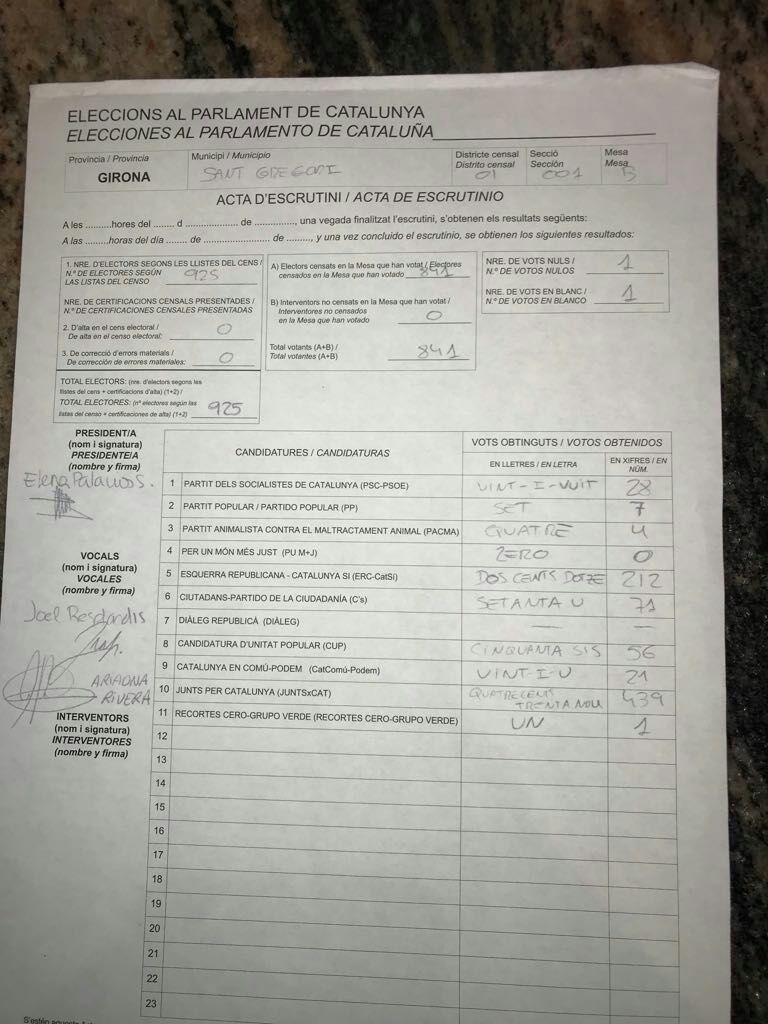 ELECCIONS AL PARLAMENT DE CATALUNYA
ELECCIONES AL PARLAMENTO DE CATALUÑA
Província / Provincia
GIRONA
Municipi / Municipio
SANT GREGORI
Districte censal
Distrito censal
01
Secció
Sección
001
Mesa
Mesa
B
ACTA D'ESCRUTINI / ACTA DE ESCRUTINIO
A les .........hores del ....... d ................... de .............., una vegada finalitzat l'escrutini, s'obtenen els resultats següents:
A las .........horas del día ....... de ....................... de ........, y una vez concluido el escrutinio, se obtienen los siguientes resultados:
1. NRE. D'ELECTORS SEGONS LES LLISTES DEL CENS /
N.º DE ELECTORES SEGÚN
LAS LISTAS DEL CENSO
925
NRE. DE CERTIFICACIONS CENSALS PRESENTADES /
N.º DE CERTIFICACIONES CENSALES PRESENTADAS
2. D'alta en el cens electoral /
De alta en el censo electoral:
0
3. De correcció d'errors materials /
De corrección de errores materiales:
0
TOTAL ELECTORS: (nre. d'electors segons les
llistes del cens + certificacions d'alta) (1+2) /
TOTAL ELECTORES: (nº electores según las
listas del censo + certificaciones de alta) (1+2)
925
A) Electors censats en la Mesa que han votat / Electores
censados en la Mesa que han votado
841
B) Interventors no censats en la Mesa que han votat /
Interventores no censados
en la Mesa que han votado
0
Total votants (A+B) /
Total votantes (A+B)
841
NRE. DE VOTS NULS /
N.º DE VOTOS NULOS
1
NRE. DE VOTS EN BLANC /
N.º DE VOTOS EN BLANCO
1
PRESIDENT/A
(nom i signatura)
PRESIDENTE/A
(nombre y firma)
Elena Palacios.
VOCALS
(nom i signatura)
VOCALES
(nombre y firma)
Joel
ARIADNA
RIVERA
INTERVENTORS
(nom i signatura)
INTERVENTORES
(nombre y firma)
CANDIDATURES / CANDIDATURAS
VOTS OBTINGUTS / VOTOS OBTENIDOS
EN LLETRES / EN LETRA
EN XIFRES / EN NÚM.
1 PARTIT DELS SOCIALISTES DE CATALUNYA (PSC-PSOE) VINT-I-VUIT 28
2 PARTIT POPULAR / PARTIDO POPULAR (PP) SET 7
3 PARTIT ANIMALISTA CONTRA EL MALTRACTAMENT ANIMAL (PACMA) QUATRE 4
4 PER UN MÓN MÉS JUST (PU M+J) ZERO 0
5 ESQUERRA REPUBLICANA - CATALUNYA SI (ERC-CatSí) DOS CENTS DOTZE 212
6 CIUTADANS-PARTIDO DE LA CIUDADANÍA (C's) SETANTA U 71
7 DIÀLEG REPUBLICÀ (DIÀLEG) — —
8 CANDIDATURA D'UNITAT POPULAR (CUP) CINQUANTA SIS 56
9 CATALUNYA EN COMÚ-PODEM (CatComú-Podem) VINT-I-U 21
10 JUNTS PER CATALUNYA (JUNTSxCAT) QUATRECENTS TRENTA NOU 439
11 RECORTES CERO-GRUPO VERDE (RECORTES CERO-GRUPO VERDE) UN 1
12
13
14
15
16
17
18
19
20
21
22
23